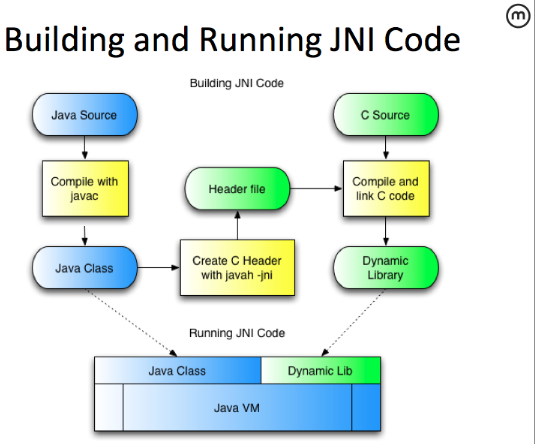 m
Building and Running JNI Code
Building JNI Code
Java Source
C Source
Compile with
javac
Header file
Compile and
link C code
Java Class
Create C Header
with javah -jni
Dynamic
Library
Running JNI Code
Java Class
Dynamic Lib
Java VM